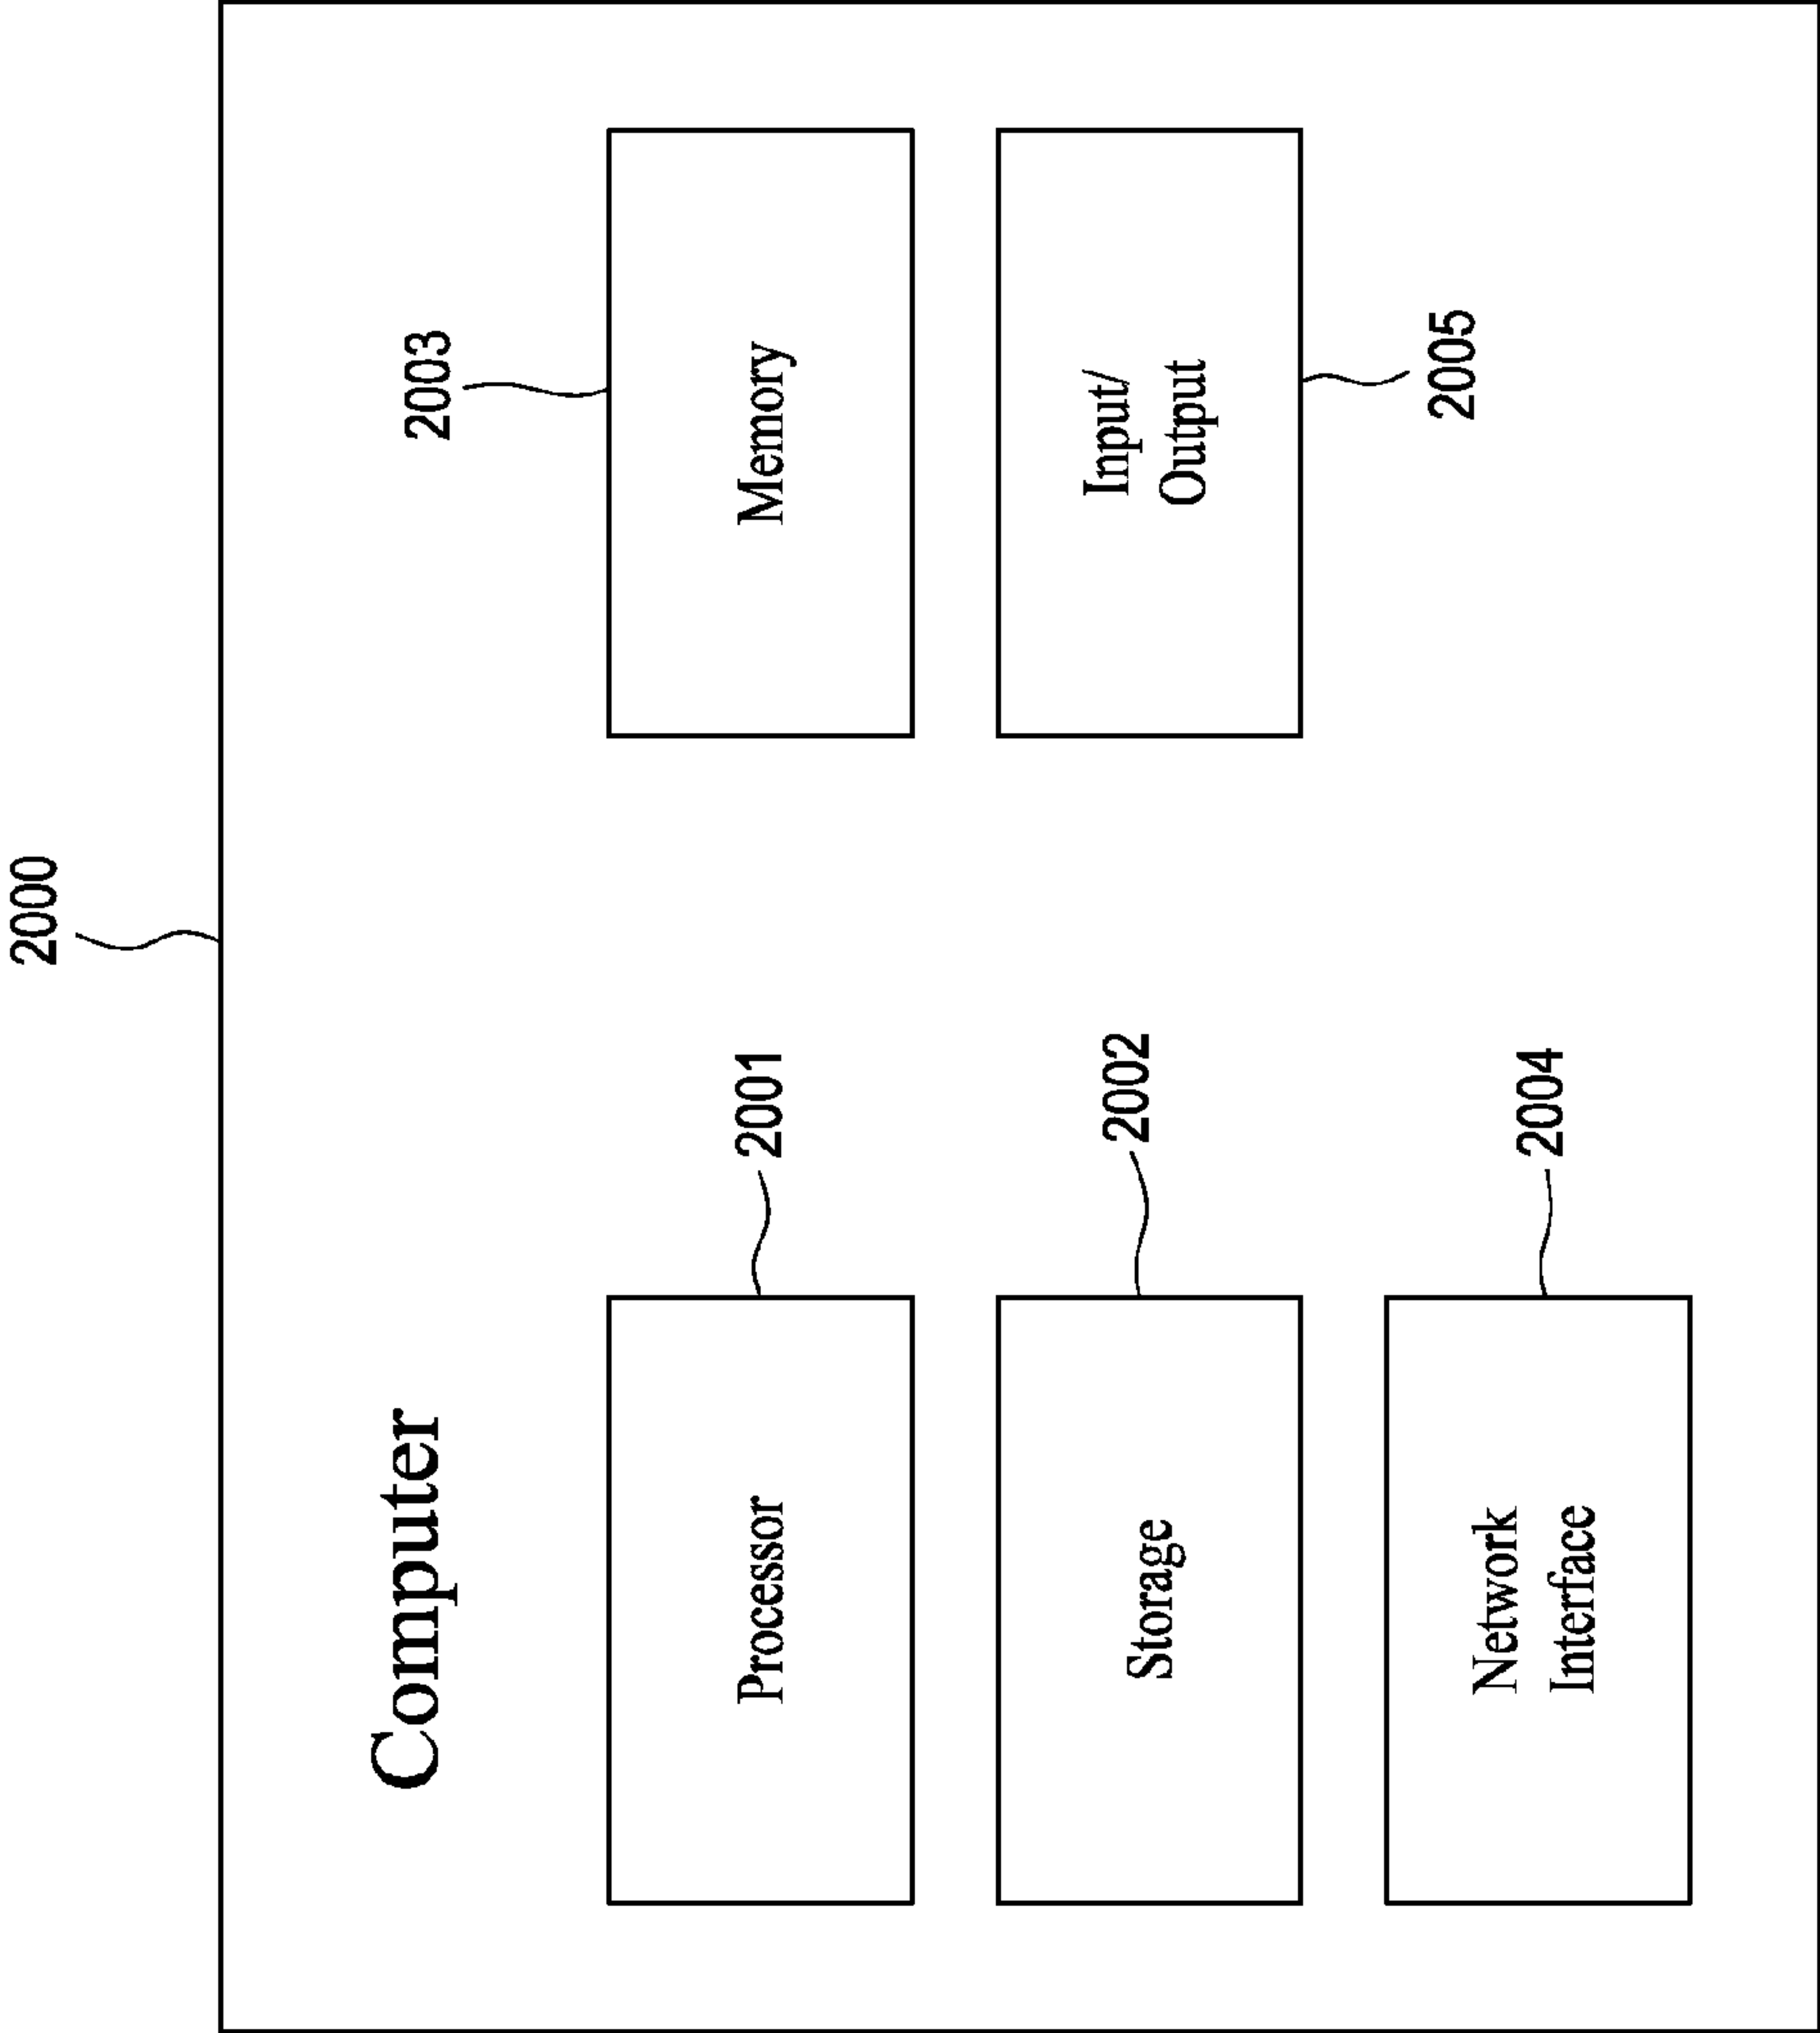 2000
Computer
2003
Processor
2001
Memory
Storage
2002
Input/
Output
2005
Network
Interface
2004